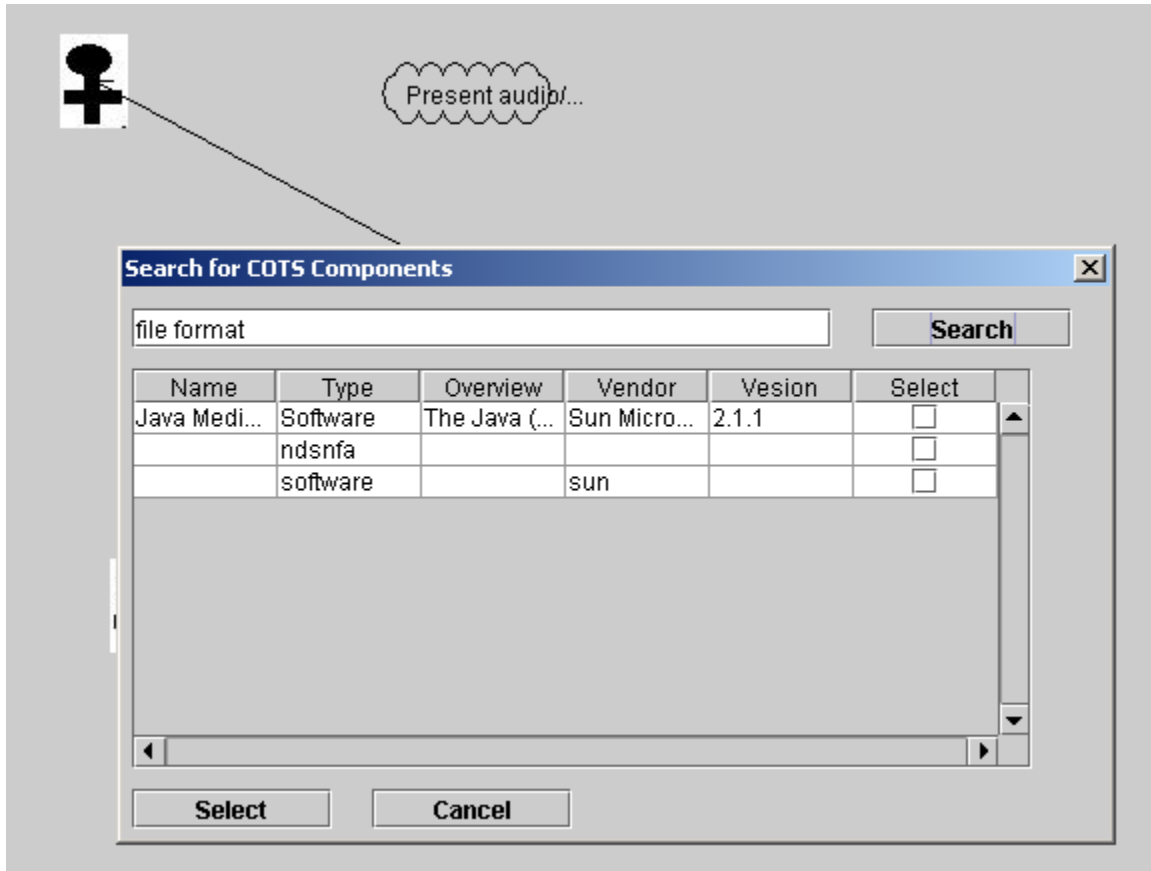 Present audio/...
Search for COTS Components
file format Search
Name Type Overview Vendor Vesion Select
Java Medi... Software The Java (... Sun Micro... 2.1.1
ndsnfa
software sun
Select Cancel